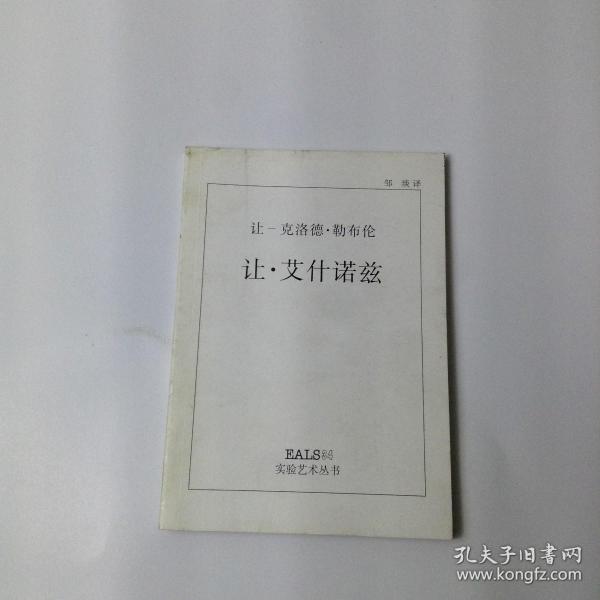 邹 琰 译
让－克洛德·勒布伦
让·艾什诺兹
EALS34
实验艺术丛书
孔夫子旧书网
www.kongfz.com